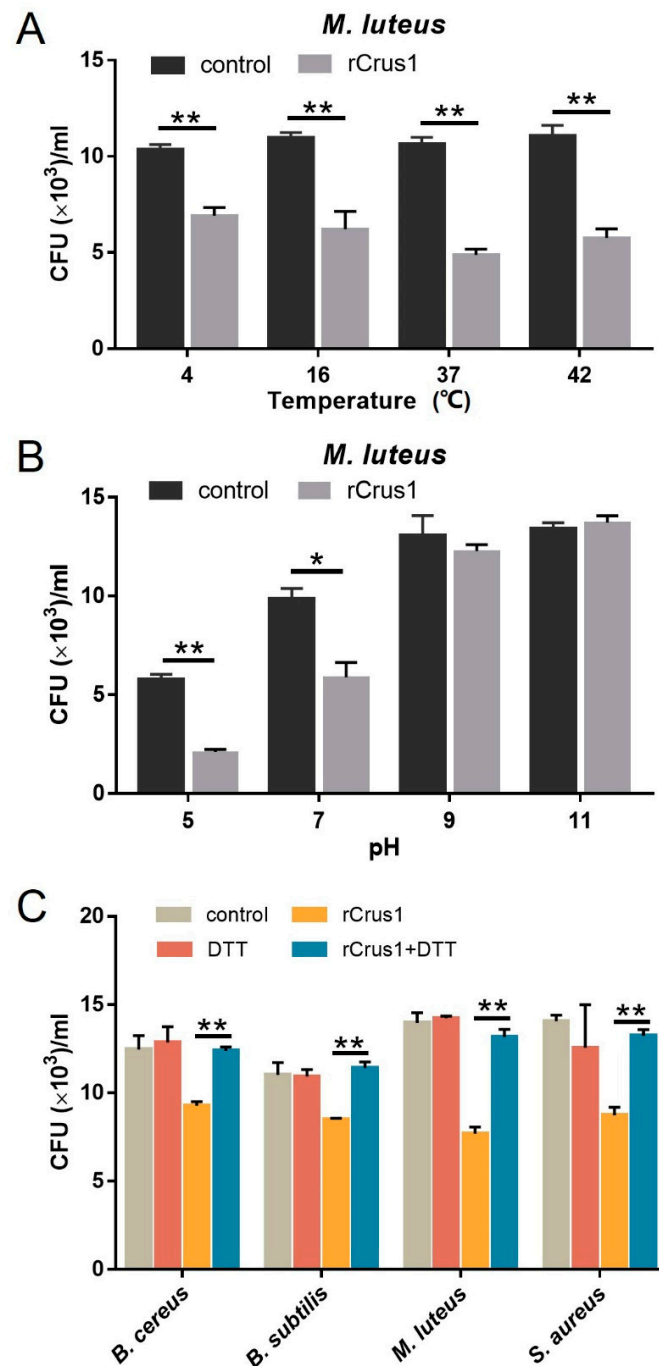 A
M. luteus
control rCrus1
15
10
5
0
CFU (×10³)/ml
** ** ** **
4 16 37 42
Temperature (℃)
B
M. luteus
control rCrus1
15
10
5
0
CFU (×10³)/ml
** *
5 7 9 11
pH
C
control rCrus1
DTT rCrus1+DTT
20
15
10
5
0
CFU (×10³)/ml
** ** ** **
B. cereus B. subtilis M. luteus S. aureus